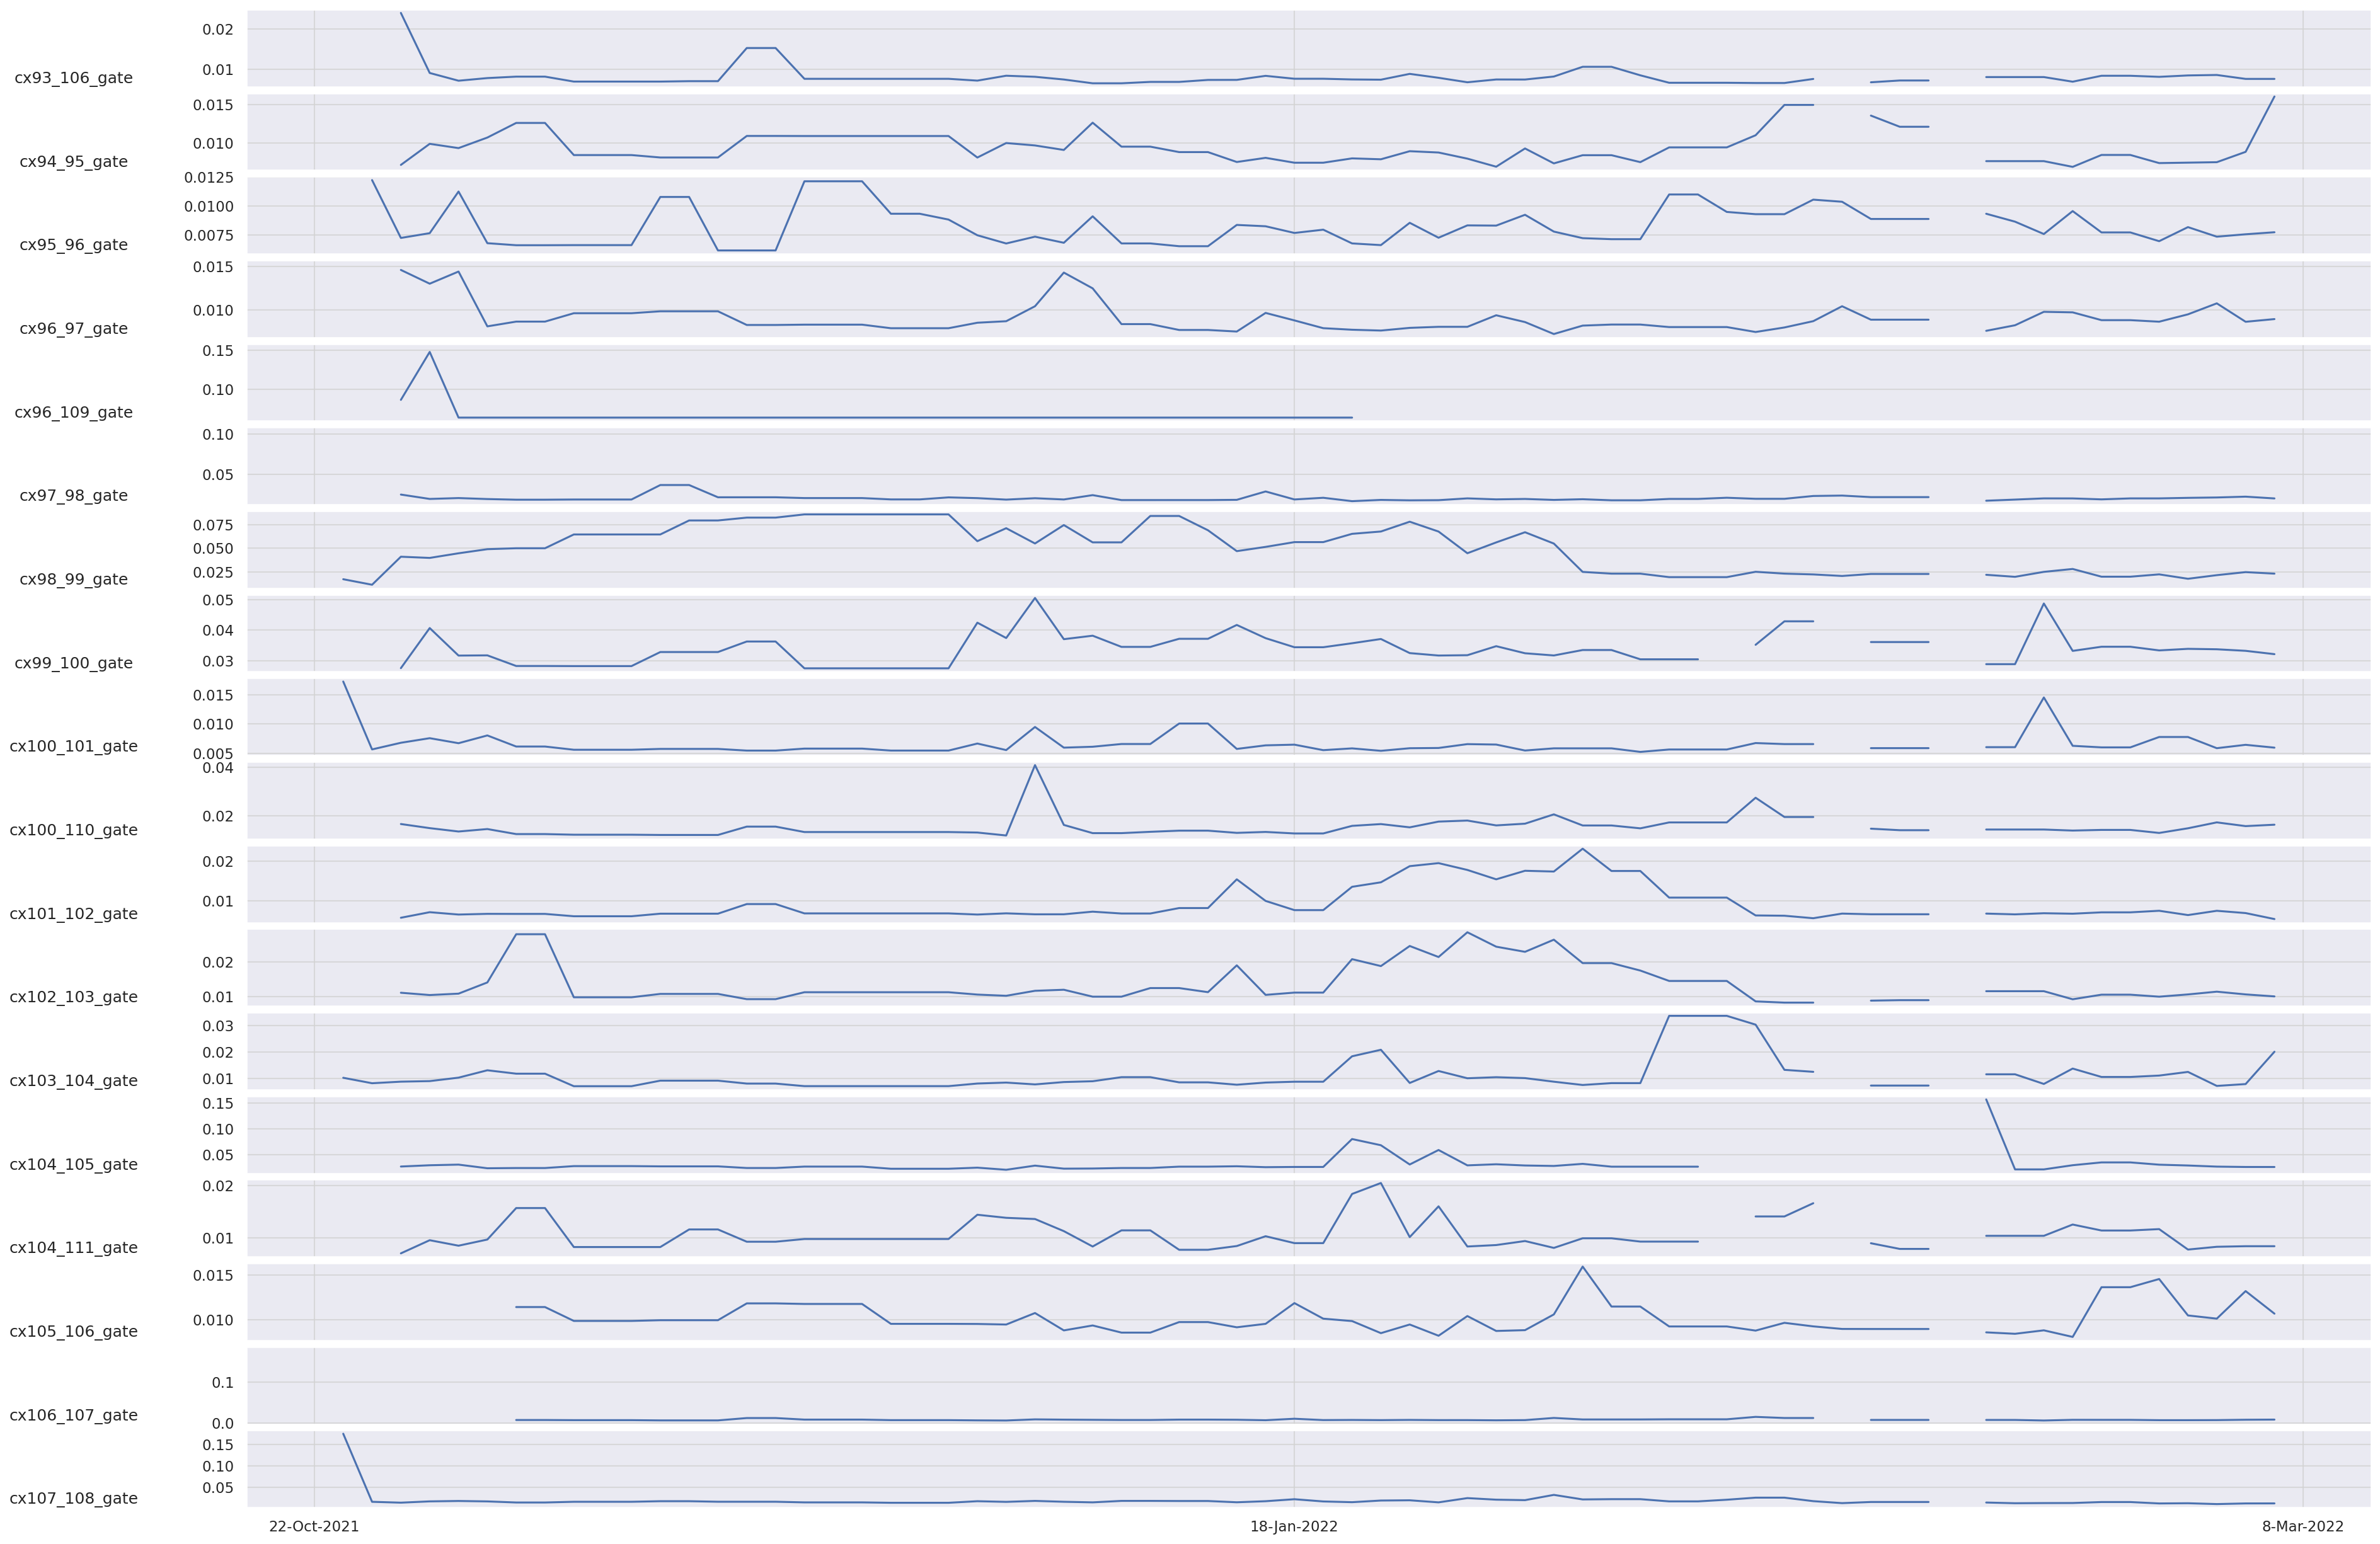 0.02
0.01
cx93_106_gate
0.015
0.010
cx94_95_gate
0.0125
0.0100
0.0075
cx95_96_gate
0.015
0.010
cx96_97_gate
0.15
0.10
cx96_109_gate
0.10
0.05
cx97_98_gate
0.075
0.050
0.025
cx98_99_gate
0.05
0.04
0.03
cx99_100_gate
0.015
0.010
0.005
cx100_101_gate
0.04
0.02
cx100_110_gate
0.02
0.01
cx101_102_gate
0.02
0.01
cx102_103_gate
0.03
0.02
0.01
cx103_104_gate
0.15
0.10
0.05
cx104_105_gate
0.02
0.01
cx104_111_gate
0.015
0.010
cx105_106_gate
0.1
0.0
cx106_107_gate
0.15
0.10
0.05
cx107_108_gate
22-Oct-2021 18-Jan-2022 8-Mar-2022